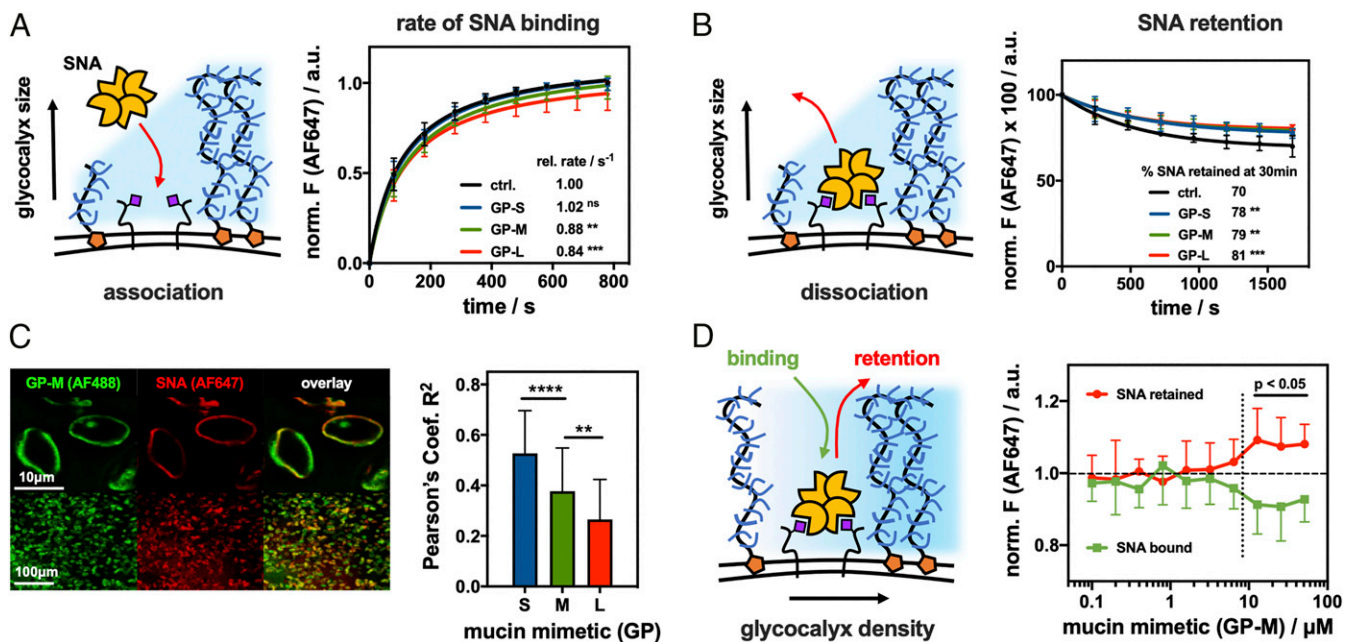 A
rate of SNA binding
SNA
glycocalyx size
association
norm. F (AF647) / a.u.
1.0
0.5
0.0
rel. rate / s⁻¹
ctrl. 1.00
GP-S 1.02 ns
GP-M 0.88 **
GP-L 0.84 ***
0 200 400 600 800
time / s
B
SNA retention
glycocalyx size
dissociation
norm. F (AF647) x 100 / a.u.
100
50
0
% SNA retained at 30min
ctrl. 70
GP-S 78 **
GP-M 79 **
GP-L 81 ***
0 500 1000 1500
time / s
C
GP-M (AF488) SNA (AF647) overlay
10μm
100μm
Pearson's Coef. R²
0.8
0.6
0.4
0.2
0.0
****
**
S M L
mucin mimetic (GP)
D
binding retention
glycocalyx density
norm. F (AF647) / a.u.
1.2
1.0
0.8
SNA retained
p < 0.05
SNA bound
0.1 1 10 100
mucin mimetic (GP-M) / μM